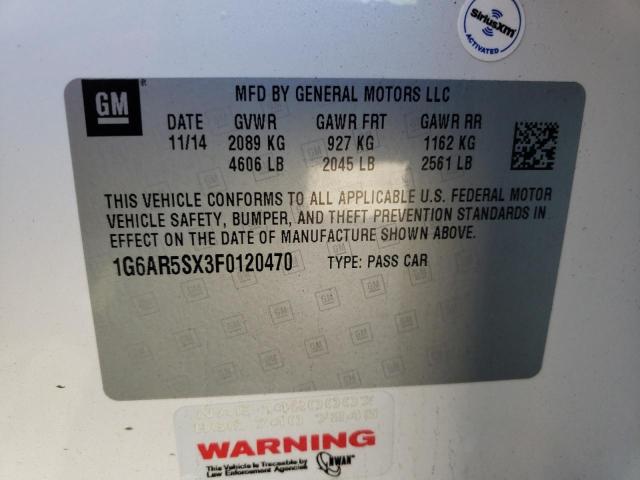 SiriusXM
ACTIVATED
GM
MFD BY GENERAL MOTORS LLC
DATE GVWR GAWR FRT GAWR RR
11/14 2089 KG 927 KG 1162 KG
4606 LB 2045 LB 2561 LB
THIS VEHICLE CONFORMS TO ALL APPLICABLE U.S. FEDERAL MOTOR
VEHICLE SAFETY, BUMPER, AND THEFT PREVENTION STANDARDS IN
EFFECT ON THE DATE OF MANUFACTURE SHOWN ABOVE.
1G6AR5SX3F0120470 TYPE: PASS CAR
WARNING
This Vehicle is Traceable by
Law Enforcement Agencies